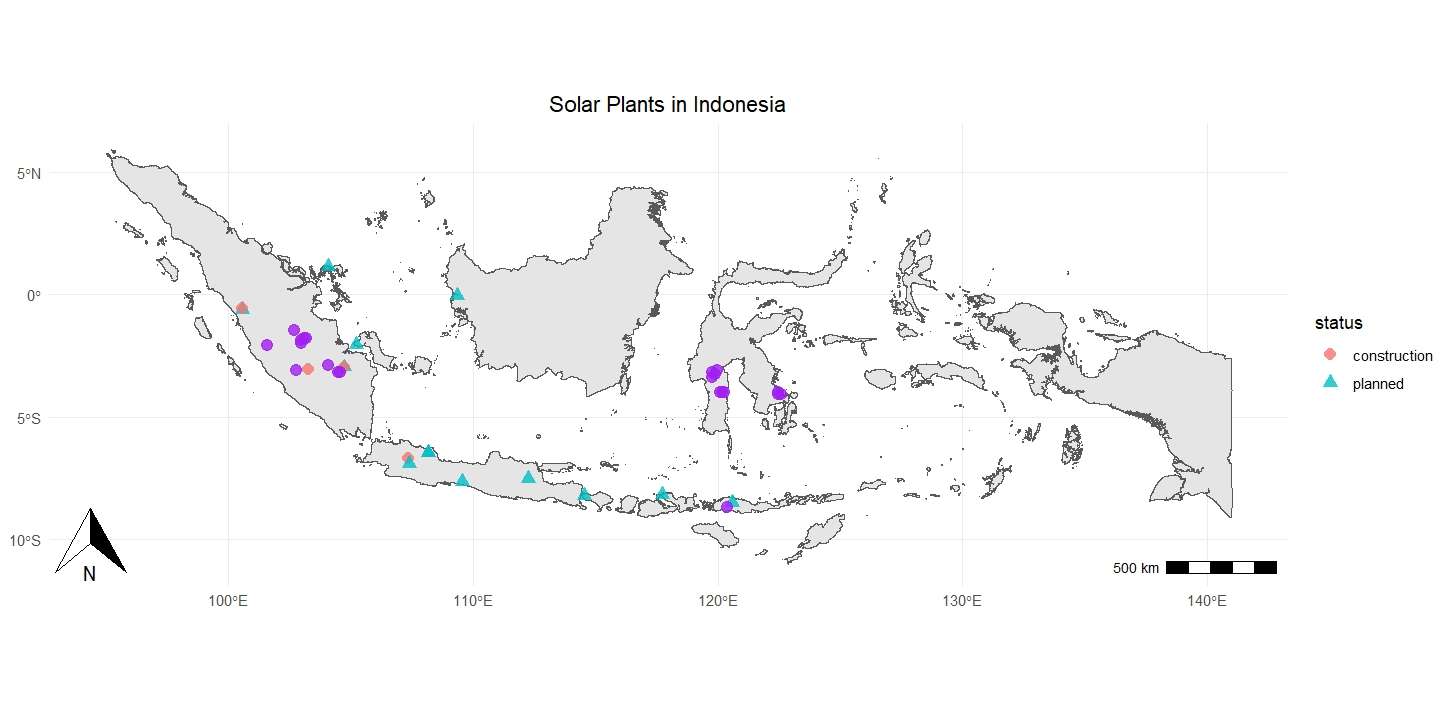 Solar Plants in Indonesia
5°N
0°
5°S
10°S
100°E
110°E
120°E
130°E
140°E
N
500 km
status
construction
planned